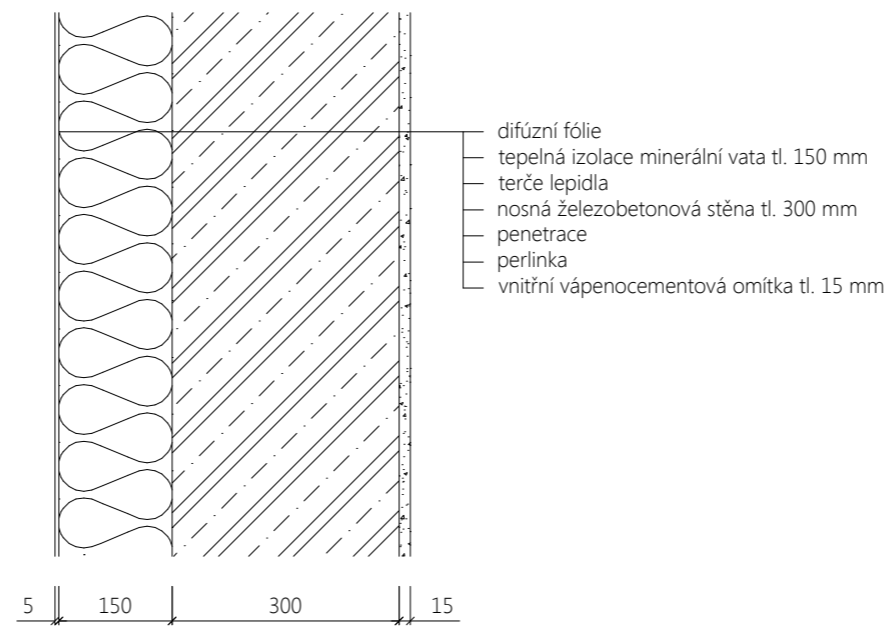 difúzní fólie
tepelná izolace minerální vata tl. 150 mm
terče lepidla
nosná železobetonová stěna tl. 300 mm
penetrace
perlinka
vnitřní vápenocementová omítka tl. 15 mm
5 150 300 15